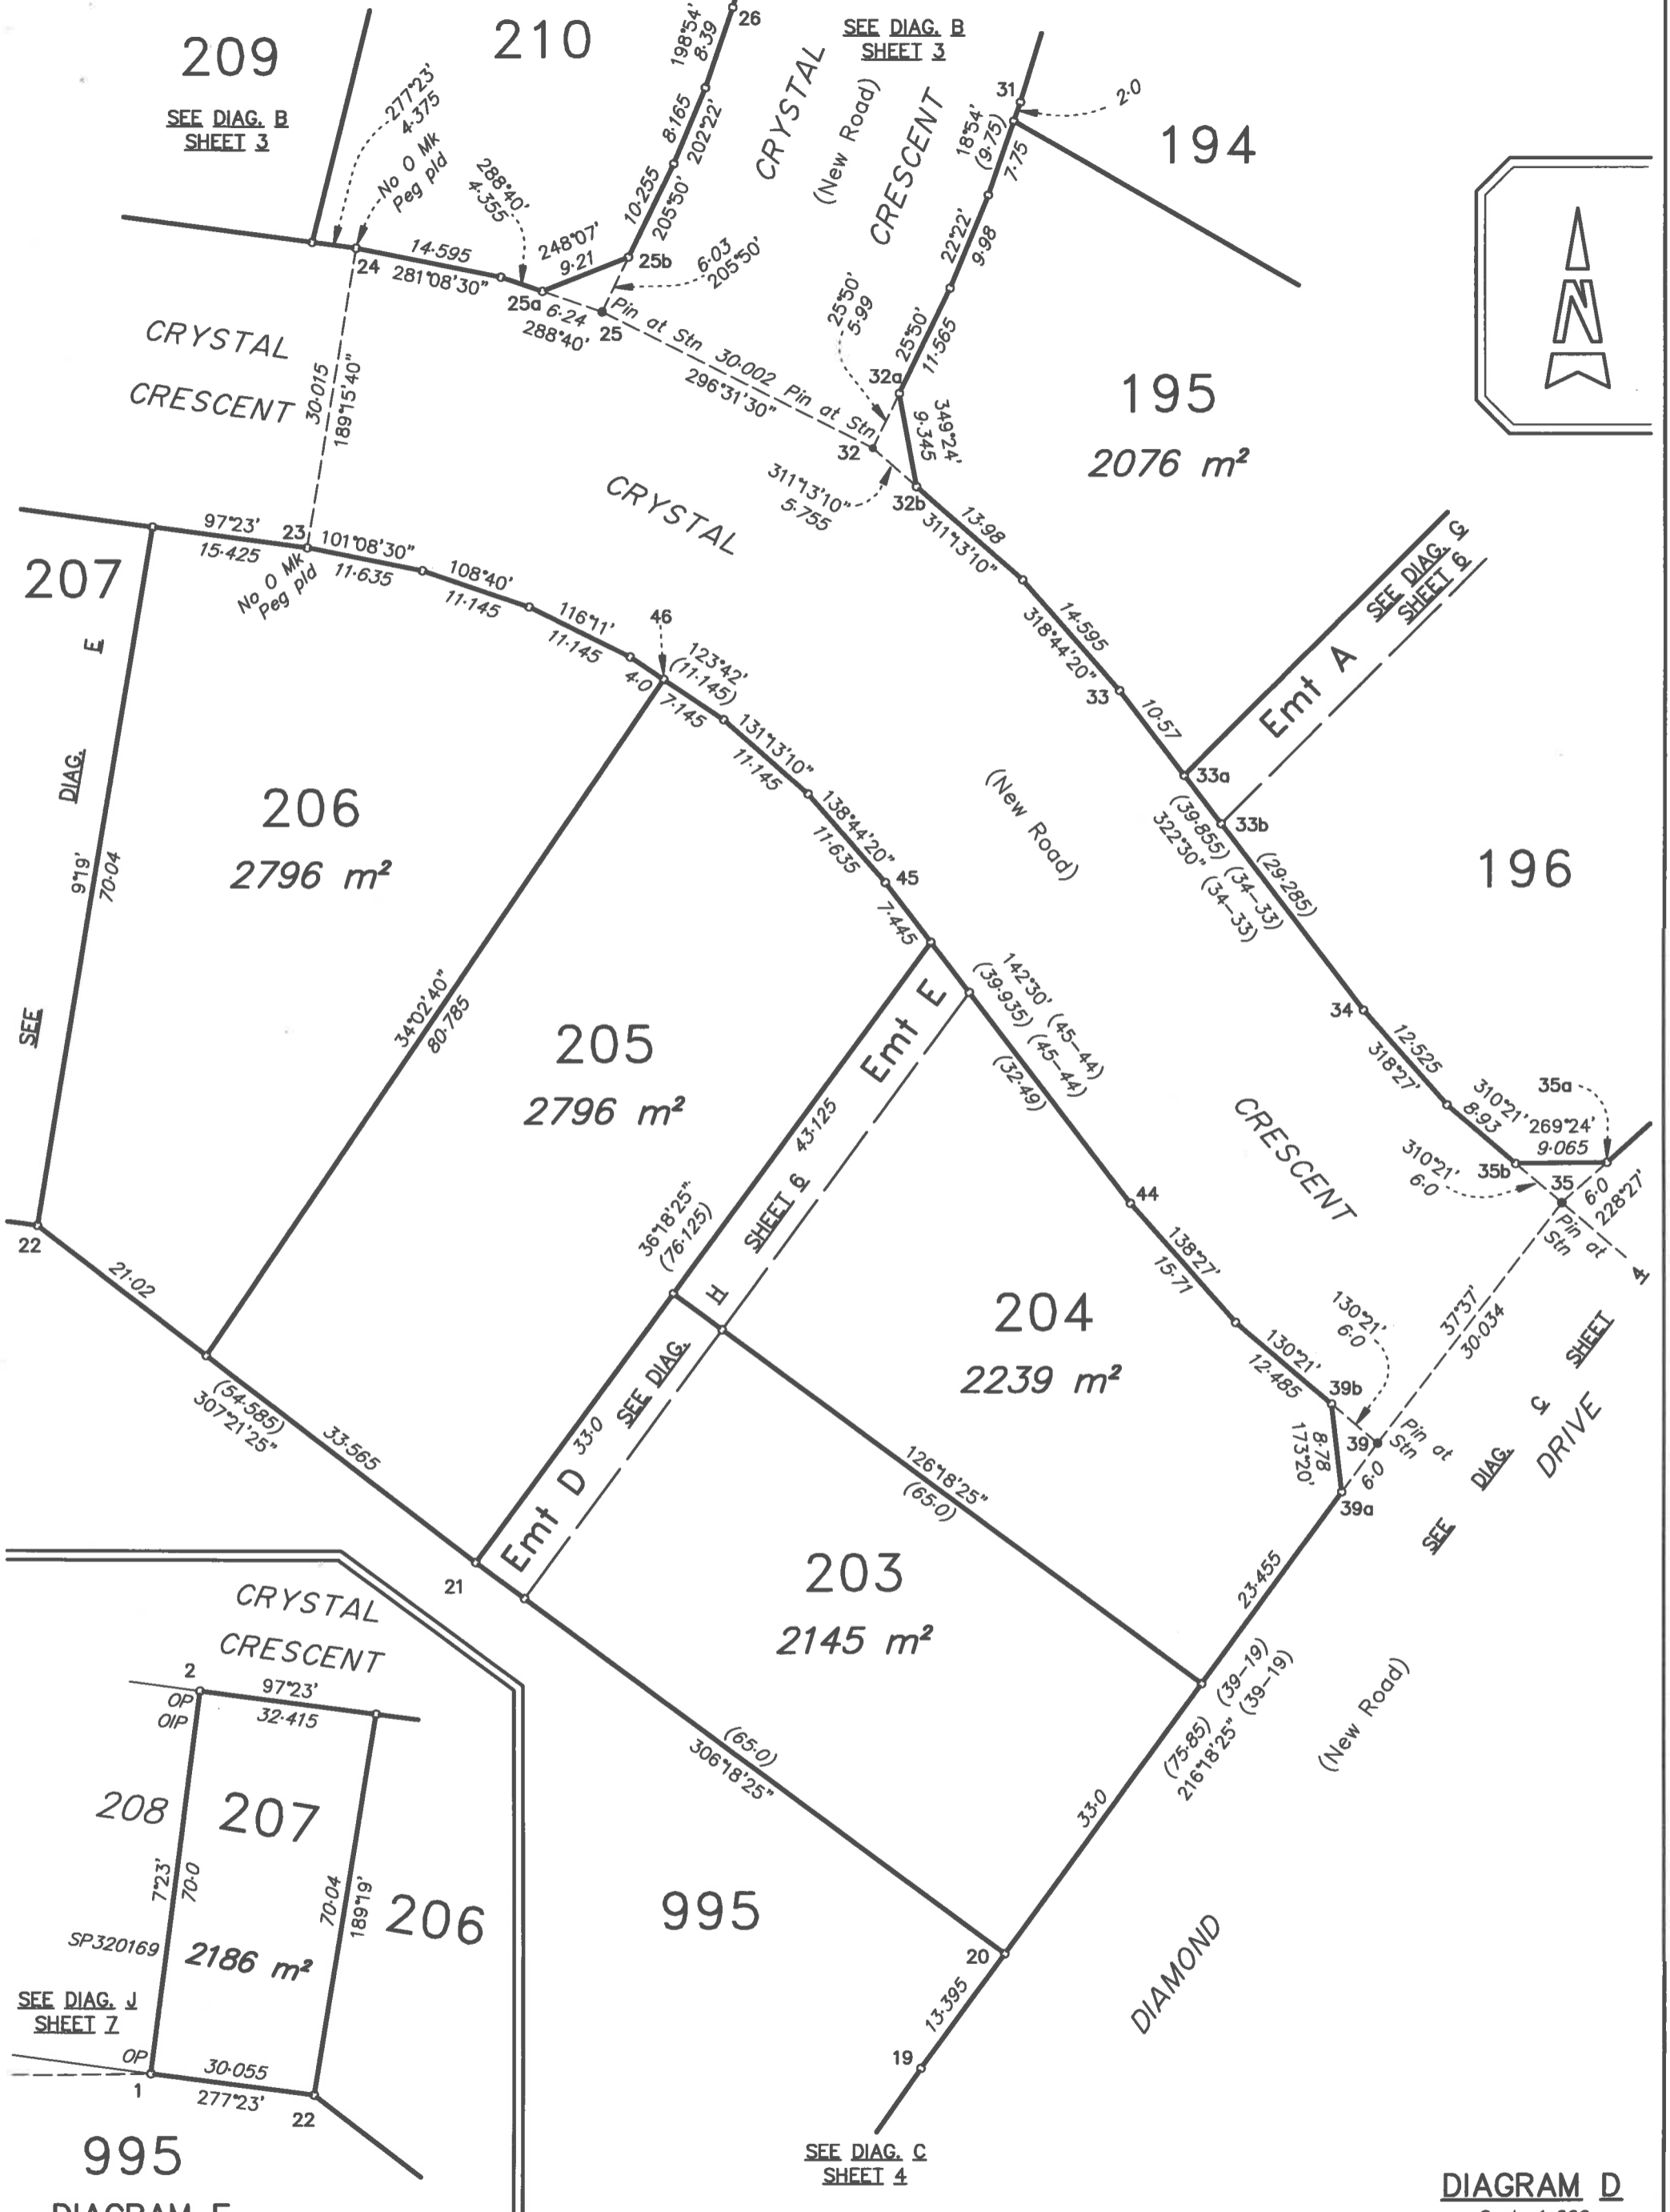 209
SEE DIAG. B
SHEET 3
210
277°23'
4·375
No O Mk
Peg pld
288°40'
4·355
198°54'
8·39
26
8·165
202°22'
10·255
205°50'
248°07'
9·21
25b
6·03
205°50'
24
14·595
281°08'30"
25a
6·24
288°40'
25
Pin at Stn
30·002
Pin at Stn
296°31'30"
CRYSTAL
(New Road)
CRESCENT
SEE DIAG. B
SHEET 3
31
2·0
18°54'
(9·75)
7·75
194
22°22'
9·98
25°50'
5·99
25°50'
11·565
32a
32
349°24'
9·345
195
2076 m²
311°13'10"
5·755
32b
13·98
311°13'10"
14·595
318°44'20"
33
10·57
33a
33b
Emt A
SEE DIAG. G
SHEET 6
(39·855) (34–33)
322°30" (34–33)
(29·285)
196
34
12·525
318°27'
310°21'
8·93
269°24'
9·065
35a
35b
310°21'
6·0
35
6·0
228°27'
Pin at
Stn
CRYSTAL
CRESCENT
30·015
189°15'40"
CRYSTAL
97°23'
15·425
23
No O Mk
Peg pld
101°08'30"
11·635
108°40'
11·145
116°11'
11·145
46
4·0
123°42'
(11·145)
7·145
131°13'10"
11·145
138°44'20"
11·635
45
7·445
(New Road)
142°30' (45–44)
(39·935) (45–44)
(32·49)
44
138°27'
15·71
CRESCENT
130°21'
12·485
130°21'
6·0
39b
39
Pin at
Stn
37°37'
30·034
8·78
173°20'
6·0
39a
SEE DIAG. C SHEET 4
DRIVE
207
SEE DIAG. E
9°19'
70·04
206
2796 m²
34°02'40"
80·785
205
2796 m²
Emt E
43·125
36°18'25"
(76·125)
SEE DIAG. H SHEET 6
204
2239 m²
22
21·02
(54·585)
307°21'25"
33·565
33·0
Emt D
126°18'25"
(65·0)
21
203
2145 m²
23·455
(75·85) (39–19)
216°18'25" (39–19)
(New Road)
(65·0)
306°18'25"
33·0
20
995
13·395
19
DIAMOND
SEE DIAG. C
SHEET 4
CRYSTAL
CRESCENT
2
OP
OIP
97°23'
32·415
208
207
7°23'
70·0
70·04
189°19'
206
SP320169
2186 m²
SEE DIAG. J
SHEET 7
OP
1
30·055
277°23'
22
995
N
DIAGRAM D